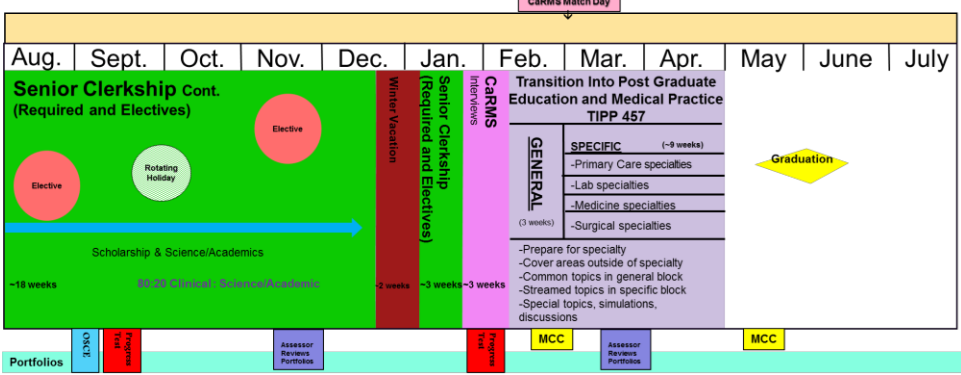 CaRMS Match Day
Aug. Sept. Oct. Nov. Dec. Jan. Feb. Mar. Apr. May June July
Senior Clerkship Cont.
(Required and Electives)
Elective
Rotating
Holiday
Elective
Scholarship & Science/Academics
~18 weeks
80:20 Clinical: Science/Academic
Winter Vacation
~2 weeks
Senior Clerkship
(Required and Electives)
~3 weeks
CaRMS
Interviews
~3 weeks
Transition Into Post Graduate
Education and Medical Practice
TIPP 457
GENERAL
(3 weeks)
SPECIFIC (~9 weeks)
-Primary Care specialties
-Lab specialties
-Medicine specialties
-Surgical specialties
-Prepare for specialty
-Cover areas outside of specialty
-Common topics in general block
-Streamed topics in specific block
-Special topics, simulations,
discussions
Graduation
Portfolios
OSCE
Progress
Test
Assessor
Reviews
Portfolios
Progress
Test
MCC
Assessor
Reviews
Portfolios
MCC